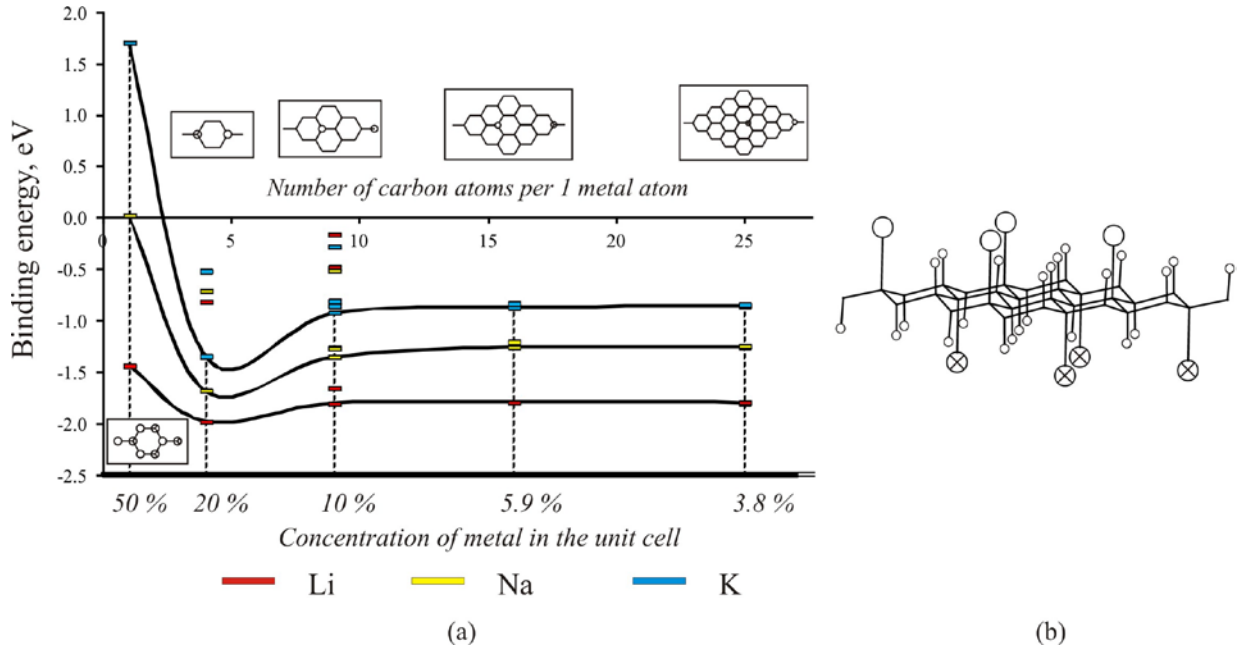 2.0
1.5
1.0
0.5
0.0
-0.5
-1.0
-1.5
-2.0
-2.5
Binding energy, eV
Number of carbon atoms per 1 metal atom
0 5 10 15 20 25
50 % 20 % 10 % 5.9 % 3.8 %
Concentration of metal in the unit cell
Li Na K
(a) (b)